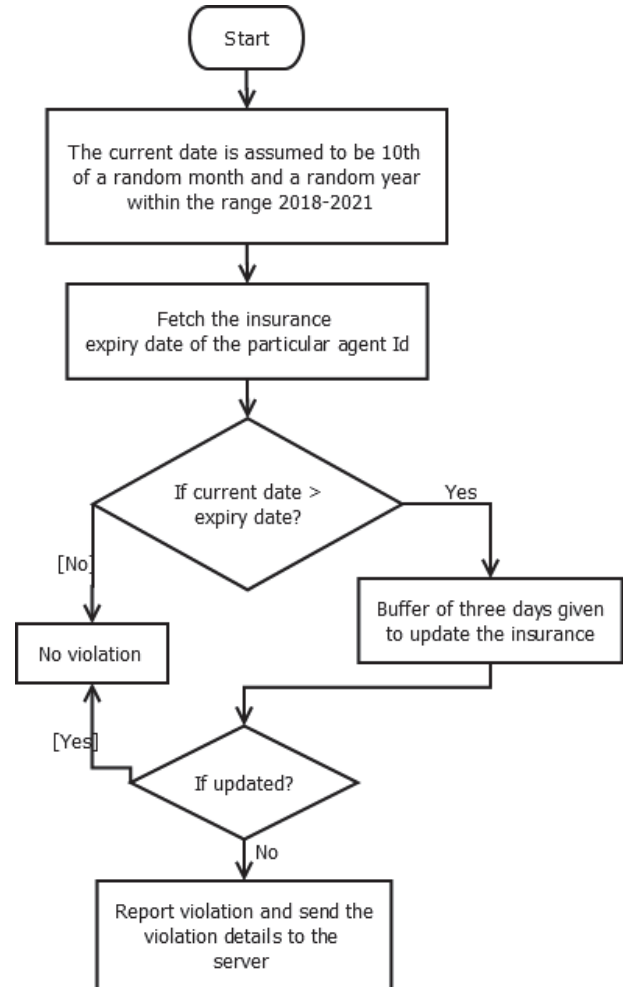 Start
The current date is assumed to be 10th
of a random month and a random year
within the range 2018-2021
Fetch the insurance
expiry date of the particular agent Id
If current date >
expiry date?
Yes
[No]
Buffer of three days given
to update the insurance
No violation
[Yes]
If updated?
No
Report violation and send the
violation details to the
server